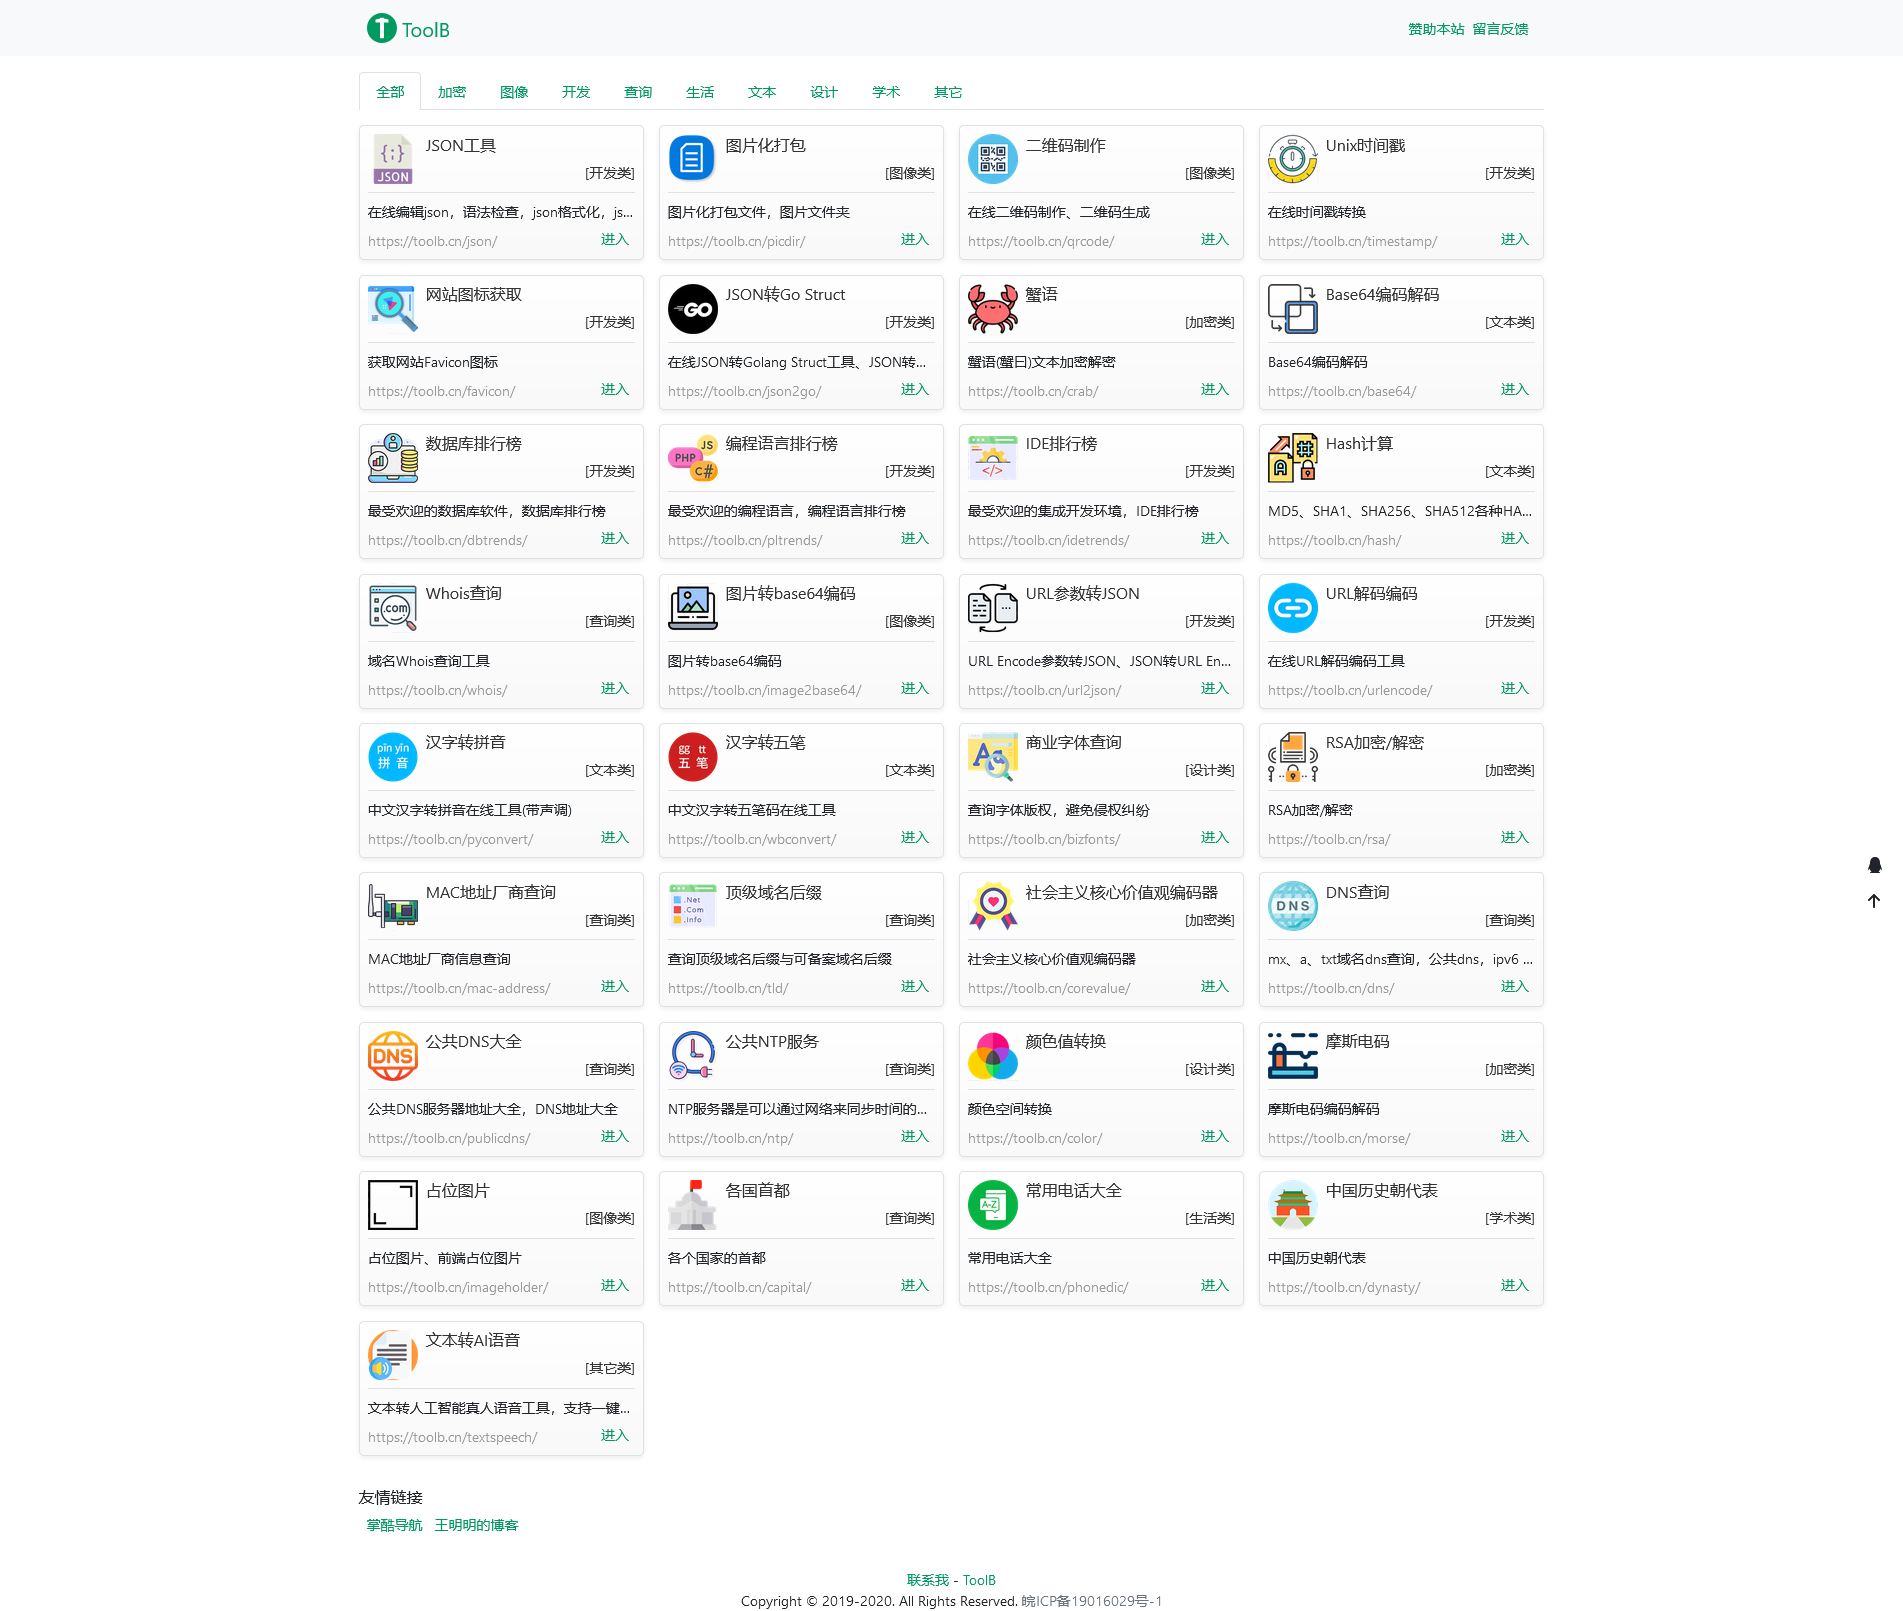 ToolB
赞助本站 留言反馈
全部 加密 图像 开发 查询 生活 文本 设计 学术 其它
JSON工具
[开发类]
在线编辑json，语法检查，json格式化，js...
https://toolb.cn/json/ 进入
图片化打包
[图像类]
图片化打包文件，图片文件夹
https://toolb.cn/picdir/ 进入
二维码制作
[图像类]
在线二维码制作、二维码生成
https://toolb.cn/qrcode/ 进入
Unix时间戳
[开发类]
在线时间戳转换
https://toolb.cn/timestamp/ 进入
网站图标获取
[开发类]
获取网站Favicon图标
https://toolb.cn/favicon/ 进入
JSON转Go Struct
[开发类]
在线JSON转Golang Struct工具、JSON转...
https://toolb.cn/json2go/ 进入
蟹语
[加密类]
蟹语(蟹曰)文本加密解密
https://toolb.cn/crab/ 进入
Base64编码解码
[文本类]
Base64编码解码
https://toolb.cn/base64/ 进入
数据库排行榜
[开发类]
最受欢迎的数据库软件，数据库排行榜
https://toolb.cn/dbtrends/ 进入
编程语言排行榜
[开发类]
最受欢迎的编程语言，编程语言排行榜
https://toolb.cn/pltrends/ 进入
IDE排行榜
[开发类]
最受欢迎的集成开发环境，IDE排行榜
https://toolb.cn/idetrends/ 进入
Hash计算
[文本类]
MD5、SHA1、SHA256、SHA512各种HA...
https://toolb.cn/hash/ 进入
Whois查询
[查询类]
域名Whois查询工具
https://toolb.cn/whois/ 进入
图片转base64编码
[图像类]
图片转base64编码
https://toolb.cn/image2base64/ 进入
URL参数转JSON
[开发类]
URL Encode参数转JSON、JSON转URL En...
https://toolb.cn/url2json/ 进入
URL解码编码
[开发类]
在线URL解码编码工具
https://toolb.cn/urlencode/ 进入
汉字转拼音
[文本类]
中文汉字转拼音在线工具(带声调)
https://toolb.cn/pyconvert/ 进入
汉字转五笔
[文本类]
中文汉字转五笔码在线工具
https://toolb.cn/wbconvert/ 进入
商业字体查询
[设计类]
查询字体版权，避免侵权纠纷
https://toolb.cn/bizfonts/ 进入
RSA加密/解密
[加密类]
RSA加密/解密
https://toolb.cn/rsa/ 进入
MAC地址厂商查询
[查询类]
MAC地址厂商信息查询
https://toolb.cn/mac-address/ 进入
顶级域名后缀
[查询类]
查询顶级域名后缀与可备案域名后缀
https://toolb.cn/tld/ 进入
社会主义核心价值观编码器
[加密类]
社会主义核心价值观编码器
https://toolb.cn/corevalue/ 进入
DNS查询
[查询类]
mx、a、txt域名dns查询，公共dns，ipv6 ...
https://toolb.cn/dns/ 进入
公共DNS大全
[查询类]
公共DNS服务器地址大全，DNS地址大全
https://toolb.cn/publicdns/ 进入
公共NTP服务
[查询类]
NTP服务器是可以通过网络来同步时间的...
https://toolb.cn/ntp/ 进入
颜色值转换
[设计类]
颜色空间转换
https://toolb.cn/color/ 进入
摩斯电码
[加密类]
摩斯电码编码解码
https://toolb.cn/morse/ 进入
占位图片
[图像类]
占位图片、前端占位图片
https://toolb.cn/imageholder/ 进入
各国首都
[查询类]
各个国家的首都
https://toolb.cn/capital/ 进入
常用电话大全
[生活类]
常用电话大全
https://toolb.cn/phonedic/ 进入
中国历史朝代表
[学术类]
中国历史朝代表
https://toolb.cn/dynasty/ 进入
文本转AI语音
[其它类]
文本转人工智能真人语音工具，支持一键...
https://toolb.cn/textspeech/ 进入
友情链接
掌酷导航 王明明的博客
联系我 - ToolB
Copyright © 2019-2020. All Rights Reserved. 皖ICP备19016029号-1